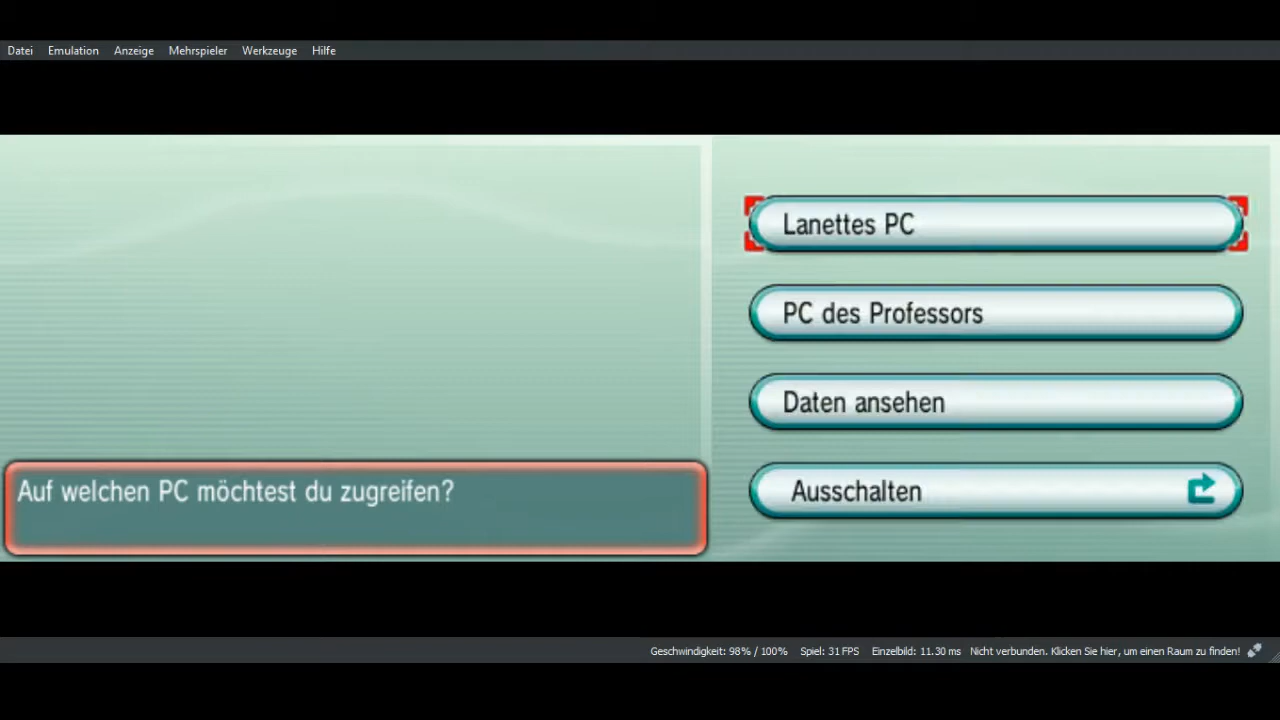 Datei Emulation Anzeige Mehrspieler Werkzeuge Hilfe
Lanettes PC
PC des Professors
Daten ansehen
Ausschalten
Auf welchen PC möchtest du zugreifen?
Geschwindigkeit: 98% / 100% Spiel: 31 FPS Einzelbild: 11.30 ms Nicht verbunden. Klicken Sie hier, um einen Raum zu finden!